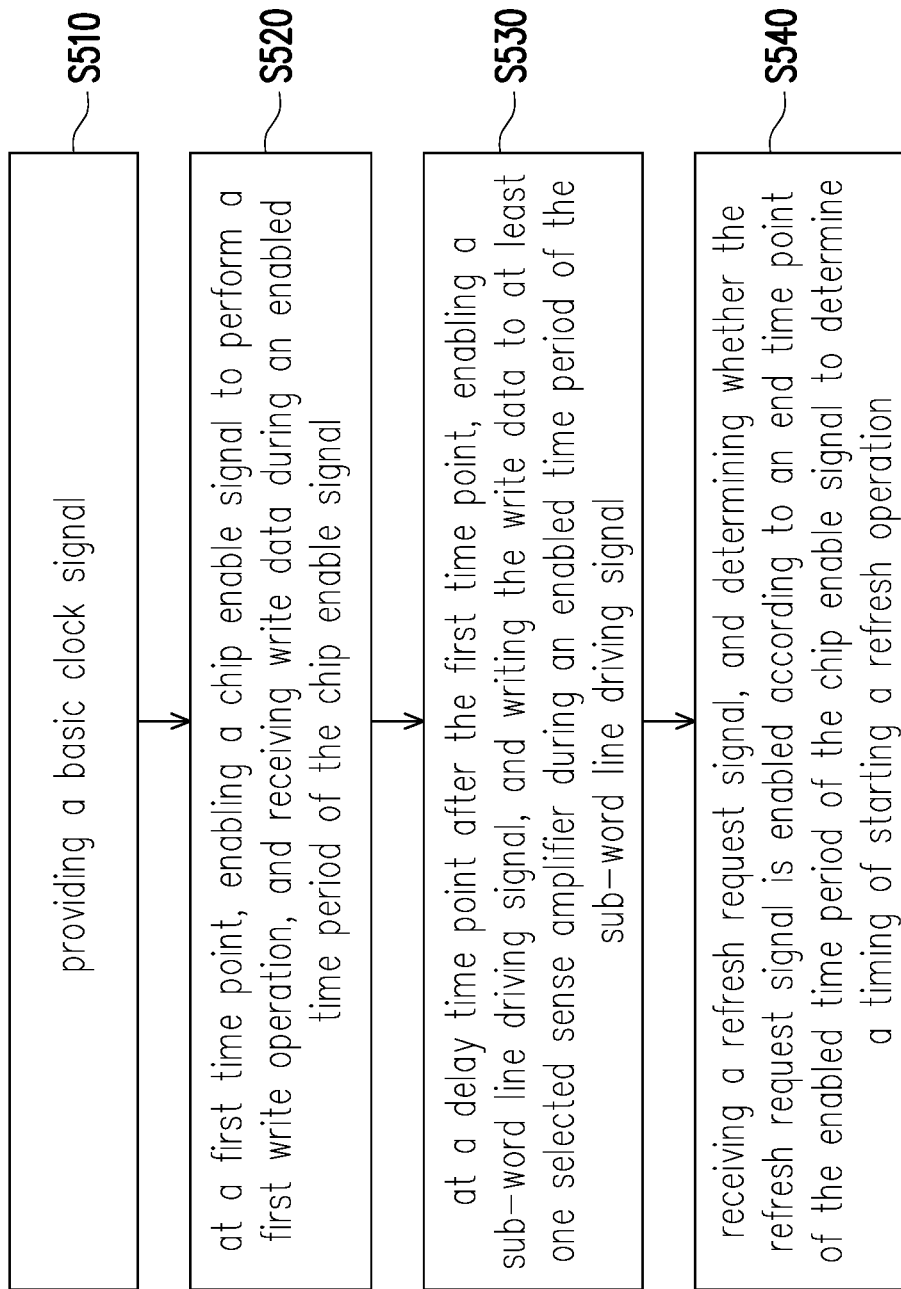 providing a basic clock signal
S510
at a first time point, enabling a chip enable signal to perform a
first write operation, and receiving write data during an enabled
time period of the chip enable signal
S520
at a delay time point after the first time point, enabling a
sub-word line driving signal, and writing the write data to at least
one selected sense amplifier during an enabled time period of the
sub-word line driving signal
S530
receiving a refresh request signal, and determining whether the
refresh request signal is enabled according to an end time point
of the enabled time period of the chip enable signal to determine
a timing of starting a refresh operation
S540